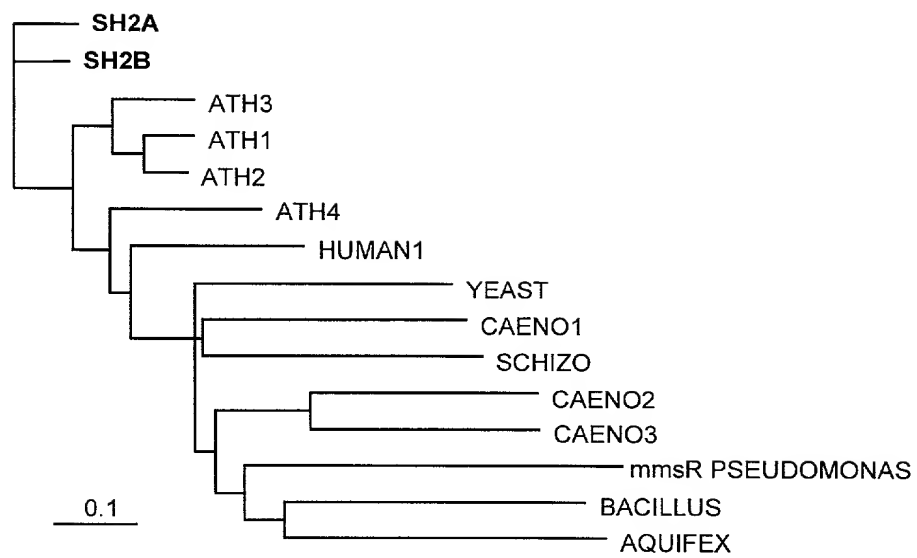 SH2A
SH2B
ATH3
ATH1
ATH2
ATH4
HUMAN1
YEAST
CAENO1
SCHIZO
CAENO2
CAENO3
mmsR PSEUDOMONAS
BACILLUS
0.1
AQUIFEX